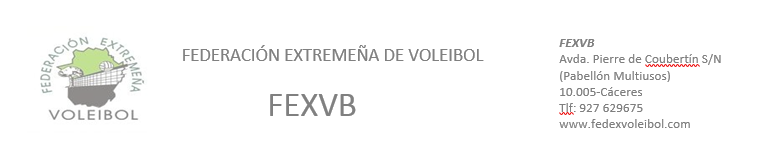 FEDERACIÓN EXTREMEÑA
VOLEIBOL
FEDERACIÓN EXTREMEÑA DE VOLEIBOL
FEXVB
FEXVB
Avda. Pierre de Coubertín S/N
(Pabellón Multiusos)
10.005-Cáceres
Tlf: 927 629675
www.fedexvoleibol.com